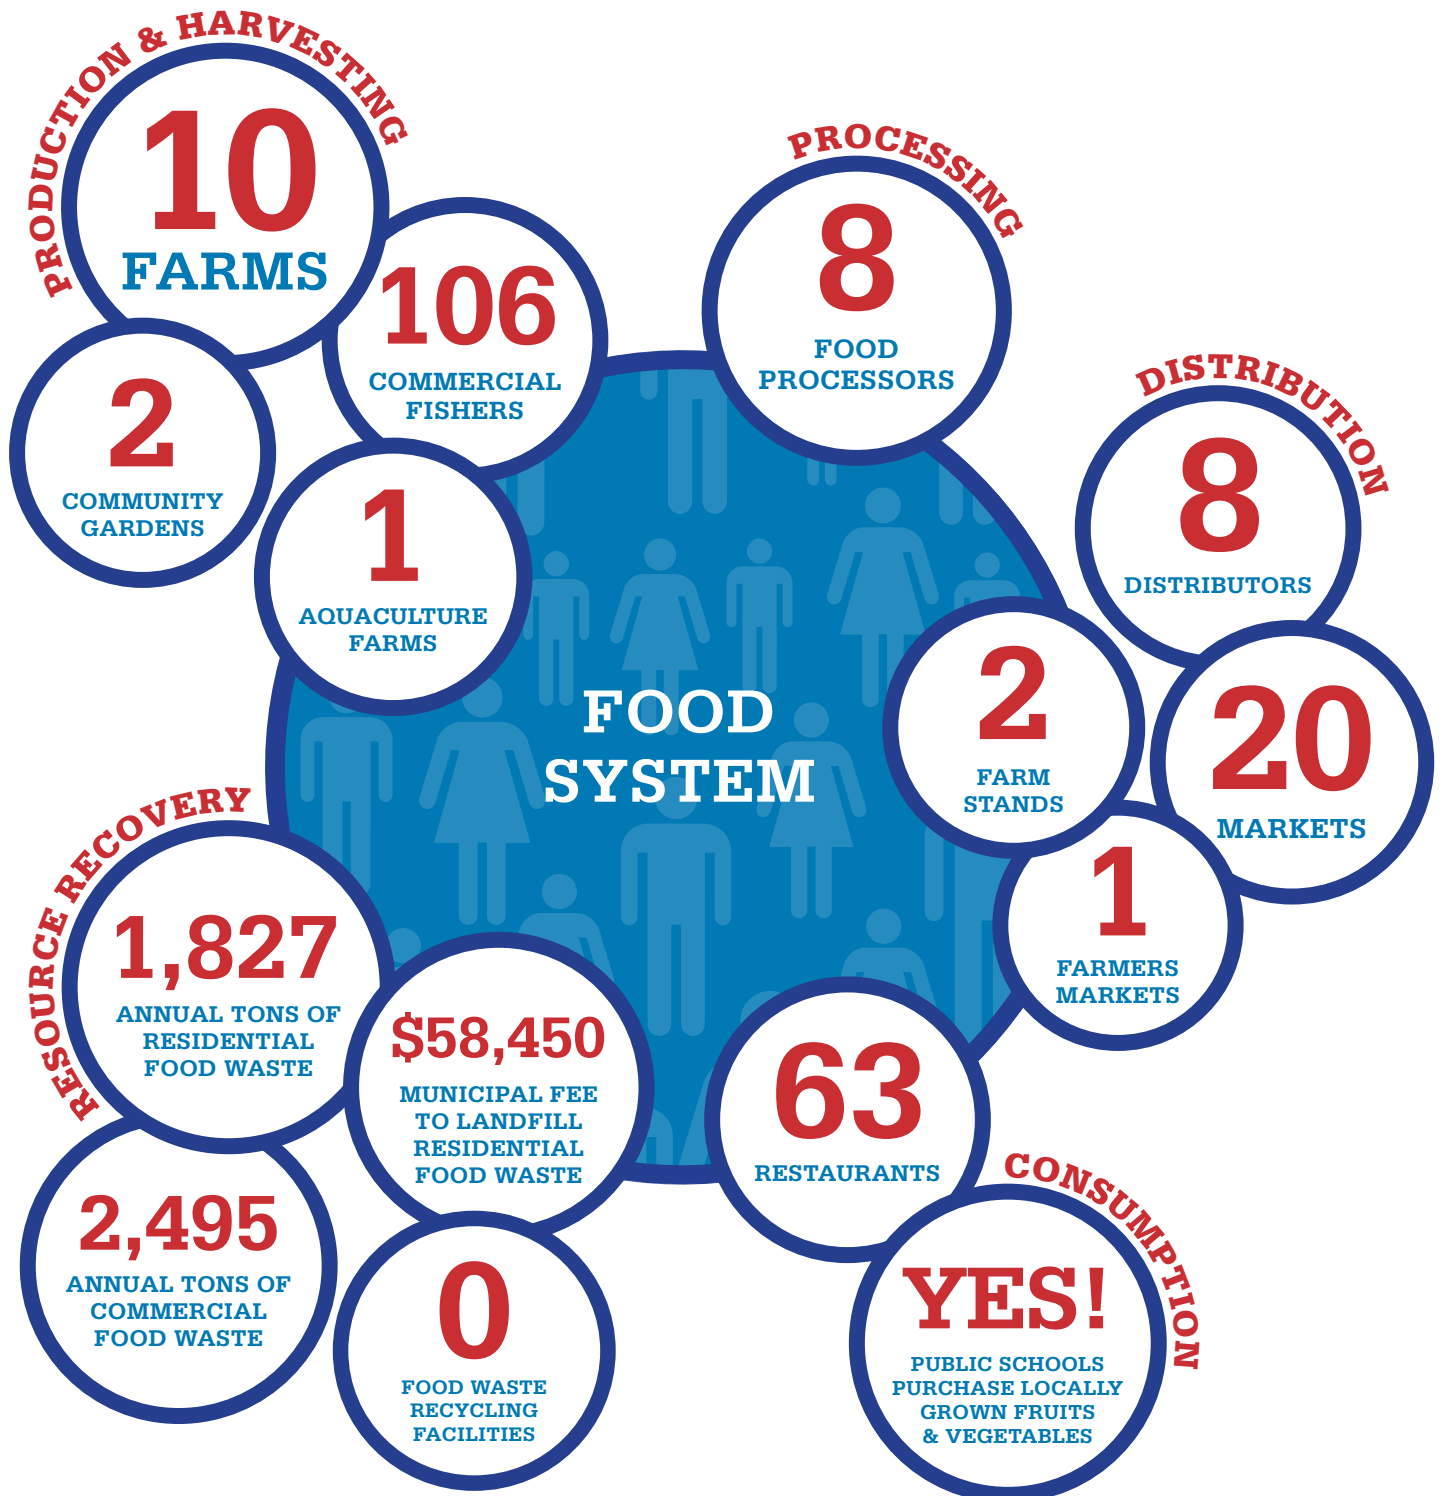 PRODUCTION & HARVESTING
10
FARMS
106
COMMERCIAL
FISHERS
2
COMMUNITY
GARDENS
1
AQUACULTURE
FARMS
PROCESSING
8
FOOD
PROCESSORS
DISTRIBUTION
8
DISTRIBUTORS
2
FARM
STANDS
20
MARKETS
1
FARMERS
MARKETS
FOOD
SYSTEM
RESOURCE RECOVERY
1,827
ANNUAL TONS OF
RESIDENTIAL
FOOD WASTE
$58,450
MUNICIPAL FEE
TO LANDFILL
RESIDENTIAL
FOOD WASTE
2,495
ANNUAL TONS OF
COMMERCIAL
FOOD WASTE
0
FOOD WASTE
RECYCLING
FACILITIES
63
RESTAURANTS
CONSUMPTION
YES!
PUBLIC SCHOOLS
PURCHASE LOCALLY
GROWN FRUITS
& VEGETABLES